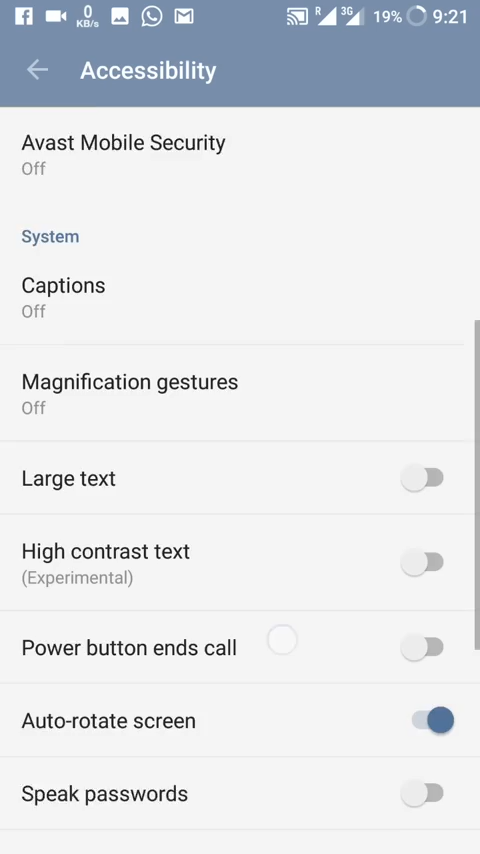 0
KB/s
R
3G
19%
9:21
Accessibility
Avast Mobile Security
Off
System
Captions
Off
Magnification gestures
Off
Large text
High contrast text
(Experimental)
Power button ends call
Auto-rotate screen
Speak passwords